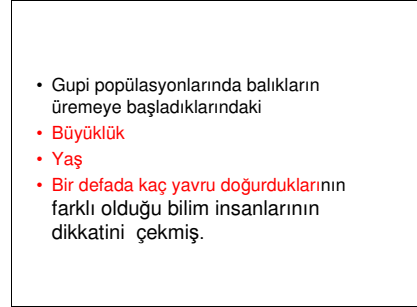 • Gupi popülasyonlarında balıkların
üremeye başladıklarındaki
• Büyüklük
• Yaş
• Bir defada kaç yavru doğurduklarının
farklı olduğu bilim insanlarının
dikkatini çekmiş.